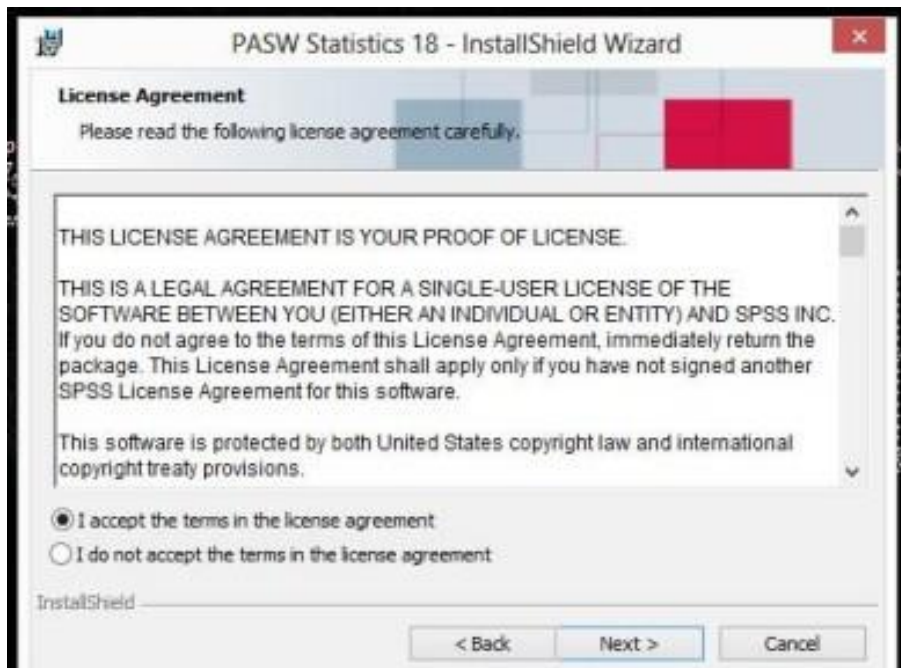 PASW Statistics 18 - InstallShield Wizard
License Agreement
Please read the following license agreement carefully.
THIS LICENSE AGREEMENT IS YOUR PROOF OF LICENSE.
THIS IS A LEGAL AGREEMENT FOR A SINGLE-USER LICENSE OF THE
SOFTWARE BETWEEN YOU (EITHER AN INDIVIDUAL OR ENTITY) AND SPSS INC.
If you do not agree to the terms of this License Agreement, immediately return the
package. This License Agreement shall apply only if you have not signed another
SPSS License Agreement for this software.
This software is protected by both United States copyright law and international
copyright treaty provisions.
I accept the terms in the license agreement
I do not accept the terms in the license agreement
InstallShield
< Back Next > Cancel